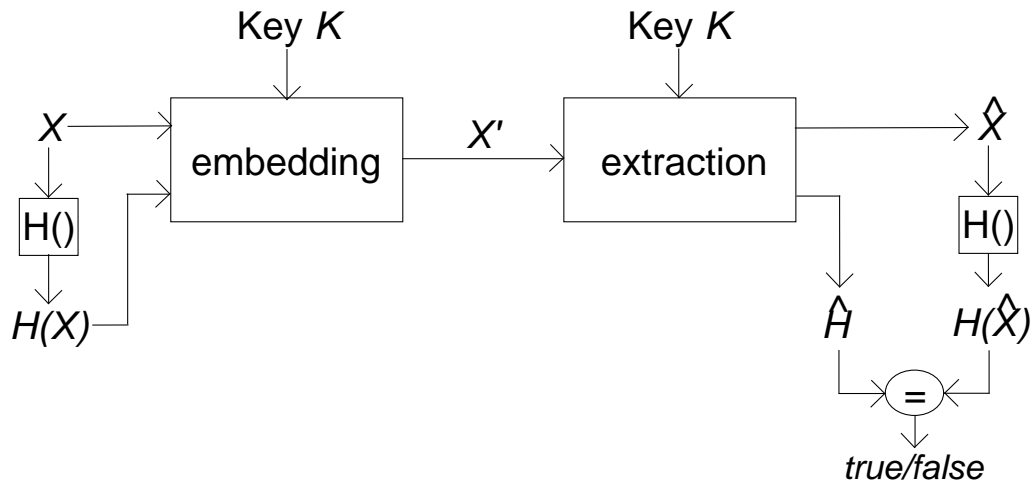 Key K
Key K
X
embedding
X'
extraction
X̂
H()
H()
H(X)
Ĥ
H(X̂)
=
true/false